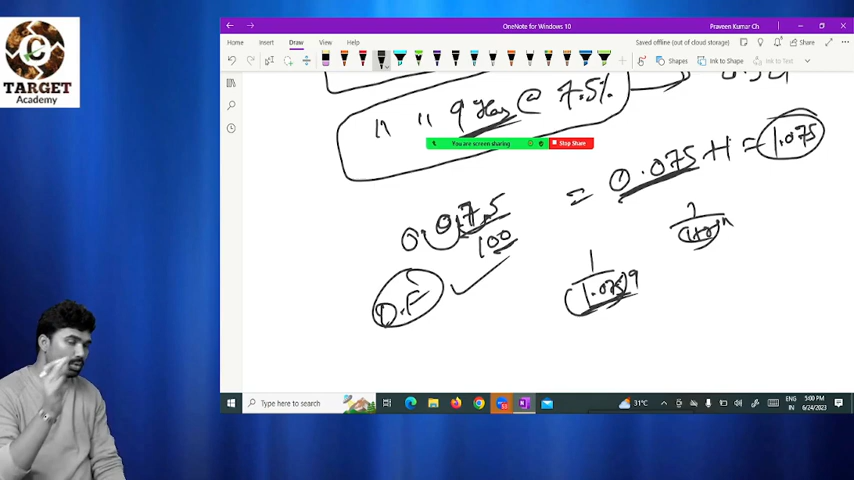 OneNote for Windows 10
Praveen Kumar Ch
Home Insert Draw View Help
Saved offline (out of cloud storage)
Share
Shapes
Ink to Shape
Ink to Text
TARGET
Academy
" " 9 Yrs @ 7.5%
You are screen sharing
Stop Share
= 0.075 + 1 = 1.075
0 07.5
100
1
n
1
(1.075)9
D.F
Type here to search
31°C
ENG
IN
5:00 PM
6/24/2023